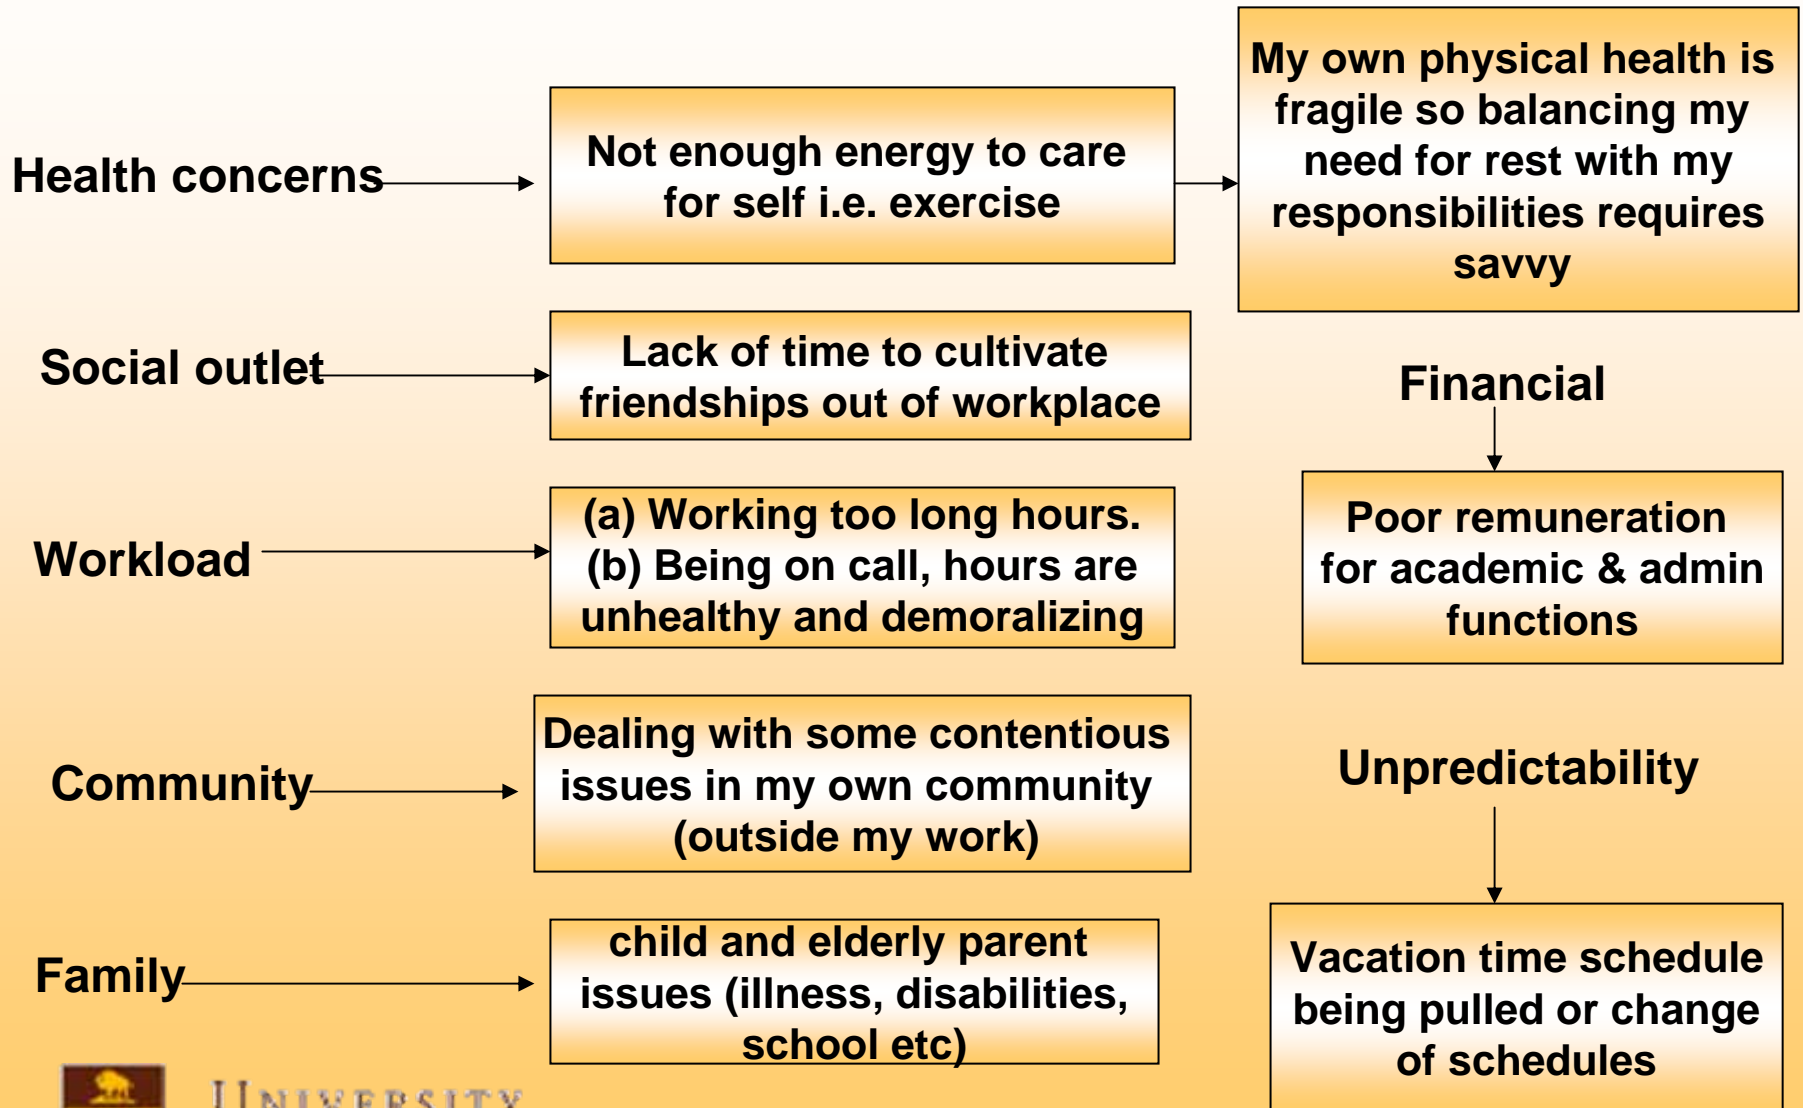 Health concerns
Not enough energy to care
for self i.e. exercise
My own physical health is
fragile so balancing my
need for rest with my
responsibilities requires
savvy
Social outlet
Lack of time to cultivate
friendships out of workplace
Financial
Poor remuneration
for academic & admin
functions
Workload
(a) Working too long hours.
(b) Being on call, hours are
unhealthy and demoralizing
Community
Dealing with some contentious
issues in my own community
(outside my work)
Unpredictability
Vacation time schedule
being pulled or change
of schedules
Family
child and elderly parent
issues (illness, disabilities,
school etc)
UNIVERSITY